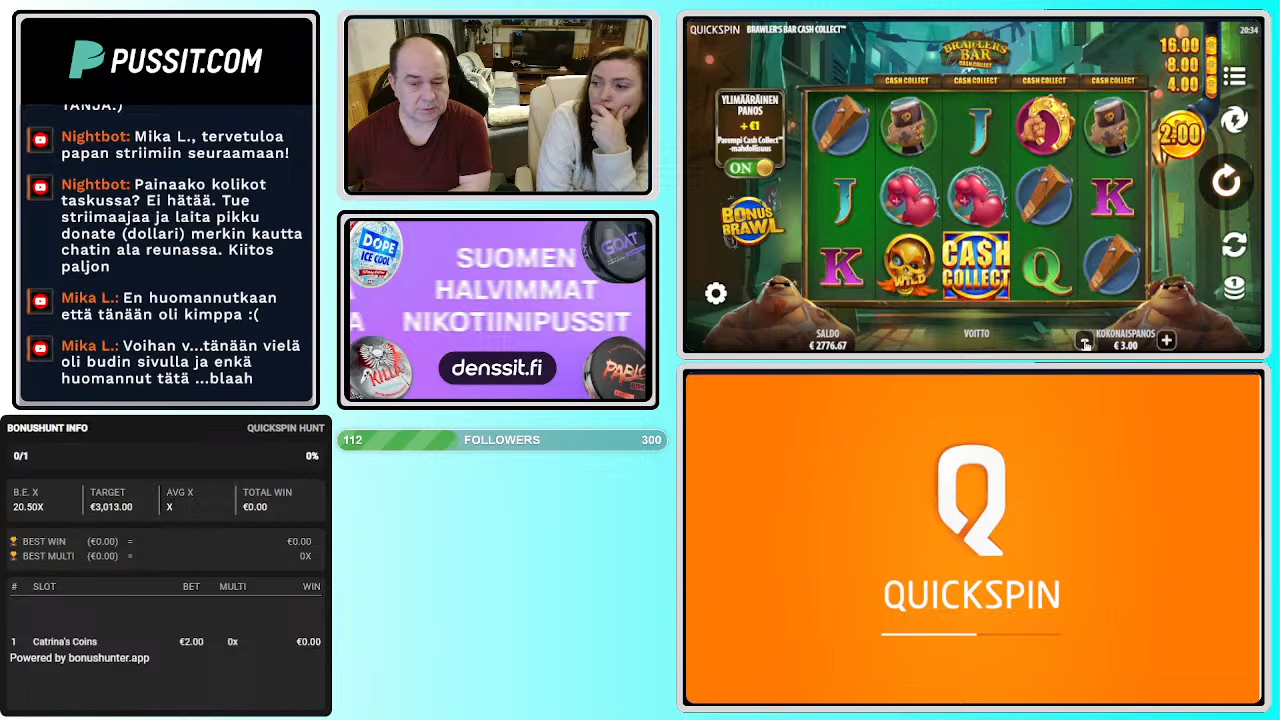 PUSSIT.COM
TANJA.)
Nightbot: Mika L., tervetuloa
papan striimiin seuraamaan!
Nightbot: Painaako kolikot
taskussa? Ei hätää. Tue
striimaajaa ja laita pikku
donate (dollari) merkin kautta
chatin ala reunassa. Kiitos
paljon
Mika L.: En huomannutkaan
että tänään oli kimppa :(
Mika L.: Voihan v...tänään vielä
oli budin sivulla ja enkä
huomannut tätä ...blaah
BONUSHUNT INFO
QUICKSPIN HUNT
0/1
0%
B.E. X
TARGET
AVG X
TOTAL WIN
20.50X
€3,013.00
X
€0.00
BEST WIN (€0.00) = €0.00
BEST MULTI (€0.00) = 0X
# SLOT BET MULTI WIN
1 Catrina's Coins €2.00 0x €0.00
Powered by bonushunter.app
DOPE
ICE COOL
GOAT
SUOMEN
HALVIMMAT
NIKOTIINIPUSSIT
A
KILLA
denssit.fi
PABLO
112 FOLLOWERS 300
QUICKSPIN BRAWLER'S BAR CASH COLLECT™
20:34
BRAWLER'S
BAR
CASH COLLECT
CASH COLLECT CASH COLLECT CASH COLLECT CASH COLLECT
16.00
8.00
4.00
2.00
YLIMÄÄRÄINEN
PANOS
+ €1
Parempi Cash Collect™
-mahdollisuus
ON
BONUS
BRAWL
J
J
K
K
WILD
CASH
COLLECT
Q
1
SALDO
€ 2776.67
VOITTO
KOKONAISPANOS
€ 3.00
QUICKSPIN